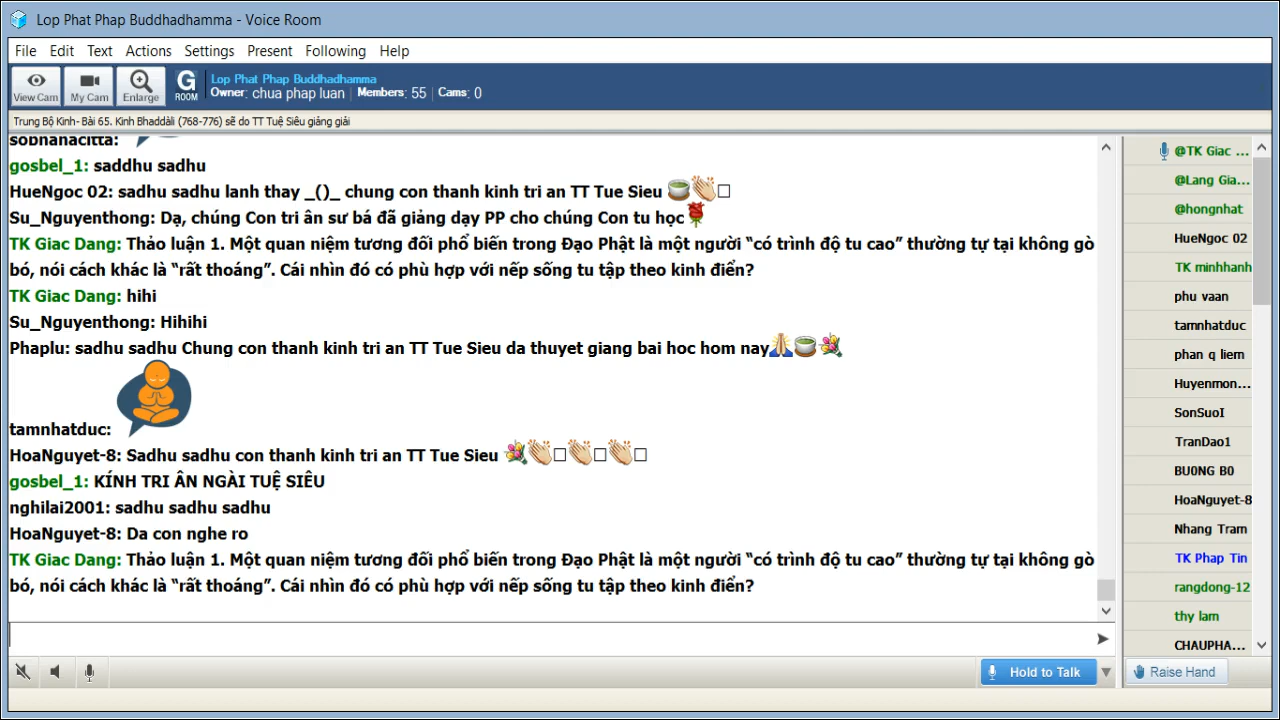 Lop Phat Phap Buddhadhamma - Voice Room
File Edit Text Actions Settings Present Following Help
View Cam My Cam Enlarge G ROOM
Lop Phat Phap Buddhadhamma
Owner: chua phap luan Members: 55 Cams: 0
Trung Bộ Kinh- Bài 65. Kinh Bhaddàli (768-776) sẽ do TT Tuệ Siêu giảng giải
sobhanacitta:
gosbel_1: saddhu sadhu
HueNgoc 02: sadhu sadhu lanh thay _()_ chung con thanh kinh tri an TT Tue Sieu
Su_Nguyenthong: Dạ, chúng Con tri ân sư bá đã giảng dạy PP cho chúng Con tu học
TK Giac Dang: Thảo luận 1. Một quan niệm tương đối phổ biến trong Đạo Phật là một người “có trình độ tu cao” thường tự tại không gò
bó, nói cách khác là “rất thoáng”. Cái nhìn đó có phù hợp với nếp sống tu tập theo kinh điển?
TK Giac Dang: hihi
Su_Nguyenthong: Hihihi
Phaplu: sadhu sadhu Chung con thanh kinh tri an TT Tue Sieu da thuyet giang bai hoc hom nay
tamnhatduc:
HoaNguyet-8: Sadhu sadhu con thanh kinh tri an TT Tue Sieu
gosbel_1: KÍNH TRI ÂN NGÀI TUỆ SIÊU
nghilai2001: sadhu sadhu sadhu
HoaNguyet-8: Da con nghe ro
TK Giac Dang: Thảo luận 1. Một quan niệm tương đối phổ biến trong Đạo Phật là một người “có trình độ tu cao” thường tự tại không gò
bó, nói cách khác là “rất thoáng”. Cái nhìn đó có phù hợp với nếp sống tu tập theo kinh điển?
@TK Giac ...
@Lang Gia...
@hongnhat
HueNgoc 02
TK minhhanh
phu vaan
tamnhatduc
phan q liem
Huyenmon...
SonSuoI
TranDao1
BU0NG B0
HoaNguyet-8
Nhang Tram
TK Phap Tin
rangdong-12
thy lam
CHAUPHA...
Hold to Talk
Raise Hand